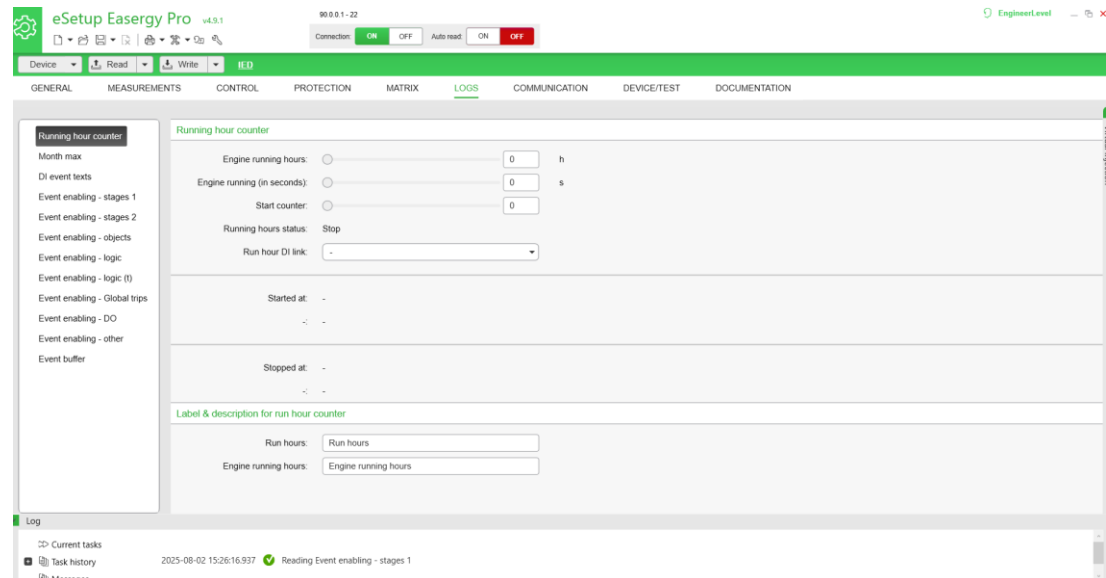 eSetup Easergy Pro v4.9.1
90.0.0.1 - 22
EngineerLevel
Connection: ON OFF Auto read: ON OFF
Device Read Write IED
GENERAL MEASUREMENTS CONTROL PROTECTION MATRIX LOGS COMMUNICATION DEVICE/TEST DOCUMENTATION
Running hour counter
Month max
DI event texts
Event enabling - stages 1
Event enabling - stages 2
Event enabling - objects
Event enabling - logic
Event enabling - logic (t)
Event enabling - Global trips
Event enabling - DO
Event enabling - other
Event buffer
Running hour counter
Engine running hours: 0 h
Engine running (in seconds): 0 s
Start counter: 0
Running hours status: Stop
Run hour DI link: -
Started at: -
-: -
Stopped at: -
-: -
Label & description for run hour counter
Run hours: Run hours
Engine running hours: Engine running hours
Log
Current tasks
Task history
2025-08-02 15:26:16.937 Reading Event enabling - stages 1